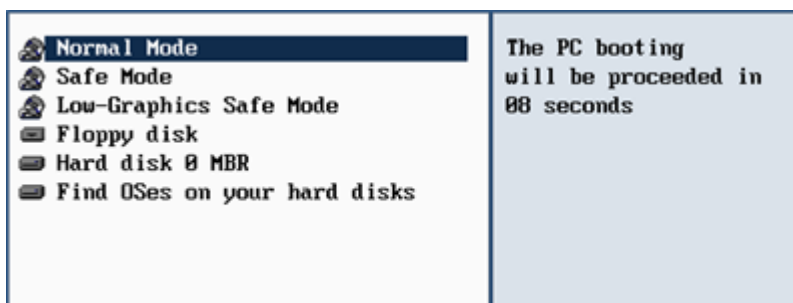 Normal Mode
Safe Mode
Low-Graphics Safe Mode
Floppy disk
Hard disk 0 MBR
Find OSes on your hard disks
The PC booting
will be proceeded in
08 seconds